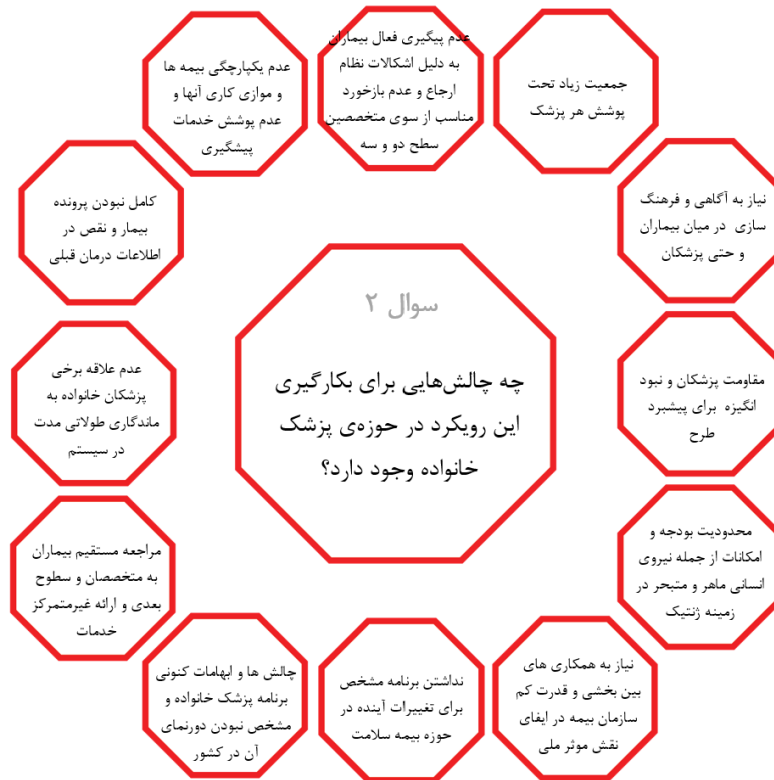 سوال ۲
چه چالش‌هایی برای بکارگیری
این رویکرد در حوزه‌ی پزشک
خانواده وجود دارد؟
جمعیت زیاد تحت
پوشش هر پزشک
نیاز به آگاهی و فرهنگ
سازی در میان بیماران
و حتی پزشکان
مقاومت پزشکان و نبود
انگیزه برای پیشبرد
طرح
محدودیت بودجه و
امکانات از جمله نیروی
انسانی ماهر و متبحر در
زمینه ژنتیک
نیاز به همکاری های
بین بخشی و قدرت کم
سازمان بیمه در ایفای
نقش موثر ملی
نداشتن برنامه مشخص
برای تغییرات آینده در
حوزه بیمه سلامت
چالش ها و ابهامات کنونی
برنامه پزشک خانواده و
مشخص نبودن دورنمای
آن در کشور
مراجعه مستقیم بیماران
به متخصصان و سطوح
بعدی و ارائه غیرمتمرکز
خدمات
عدم علاقه برخی
پزشکان خانواده به
ماندگاری طولاتی مدت
در سیستم
کامل نبودن پرونده
بیمار و نقص در
اطلاعات درمان قبلی
عدم یکپارچگی بیمه ها
و موازی کاری آنها و
عدم پوشش خدمات
پیشگیری
عدم پیگیری فعال بیماران
به دلیل اشکالات نظام
ارجاع و عدم بازخورد
مناسب از سوی متخصصین
سطح دو و سه